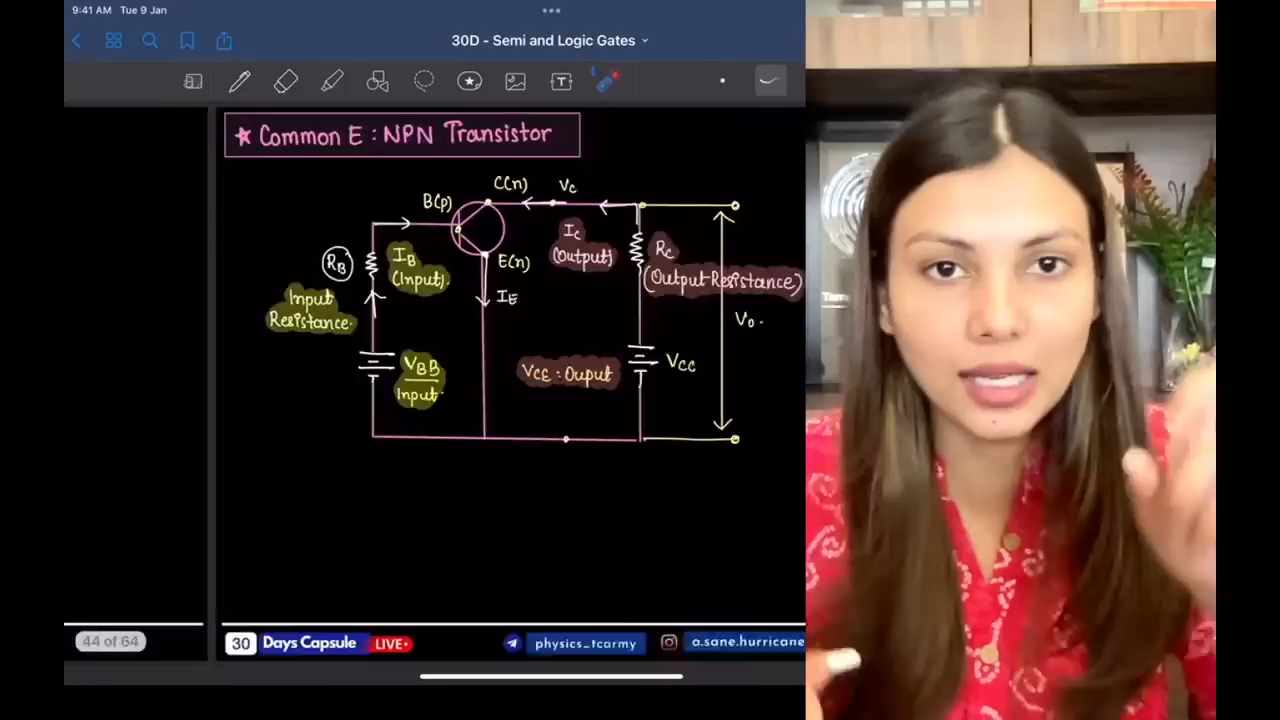 9:41 AM Tue 9 Jan
30D - Semi and Logic Gates
T
★ Common E : NPN Transistor
C(n)
Vc
B(p)
IB
(Input).
RB
Input
Resistance.
E(n)
IE
Ic
(Output)
Rc
(Output Resistance)
Vo.
VBB
Input.
VCE : Ouput
Vcc
44 of 64
30 Days Capsule LIVE
physics_tcarmy
a.sane.hurricane